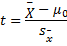 t = (X̄ − μ₀) / s_x̄